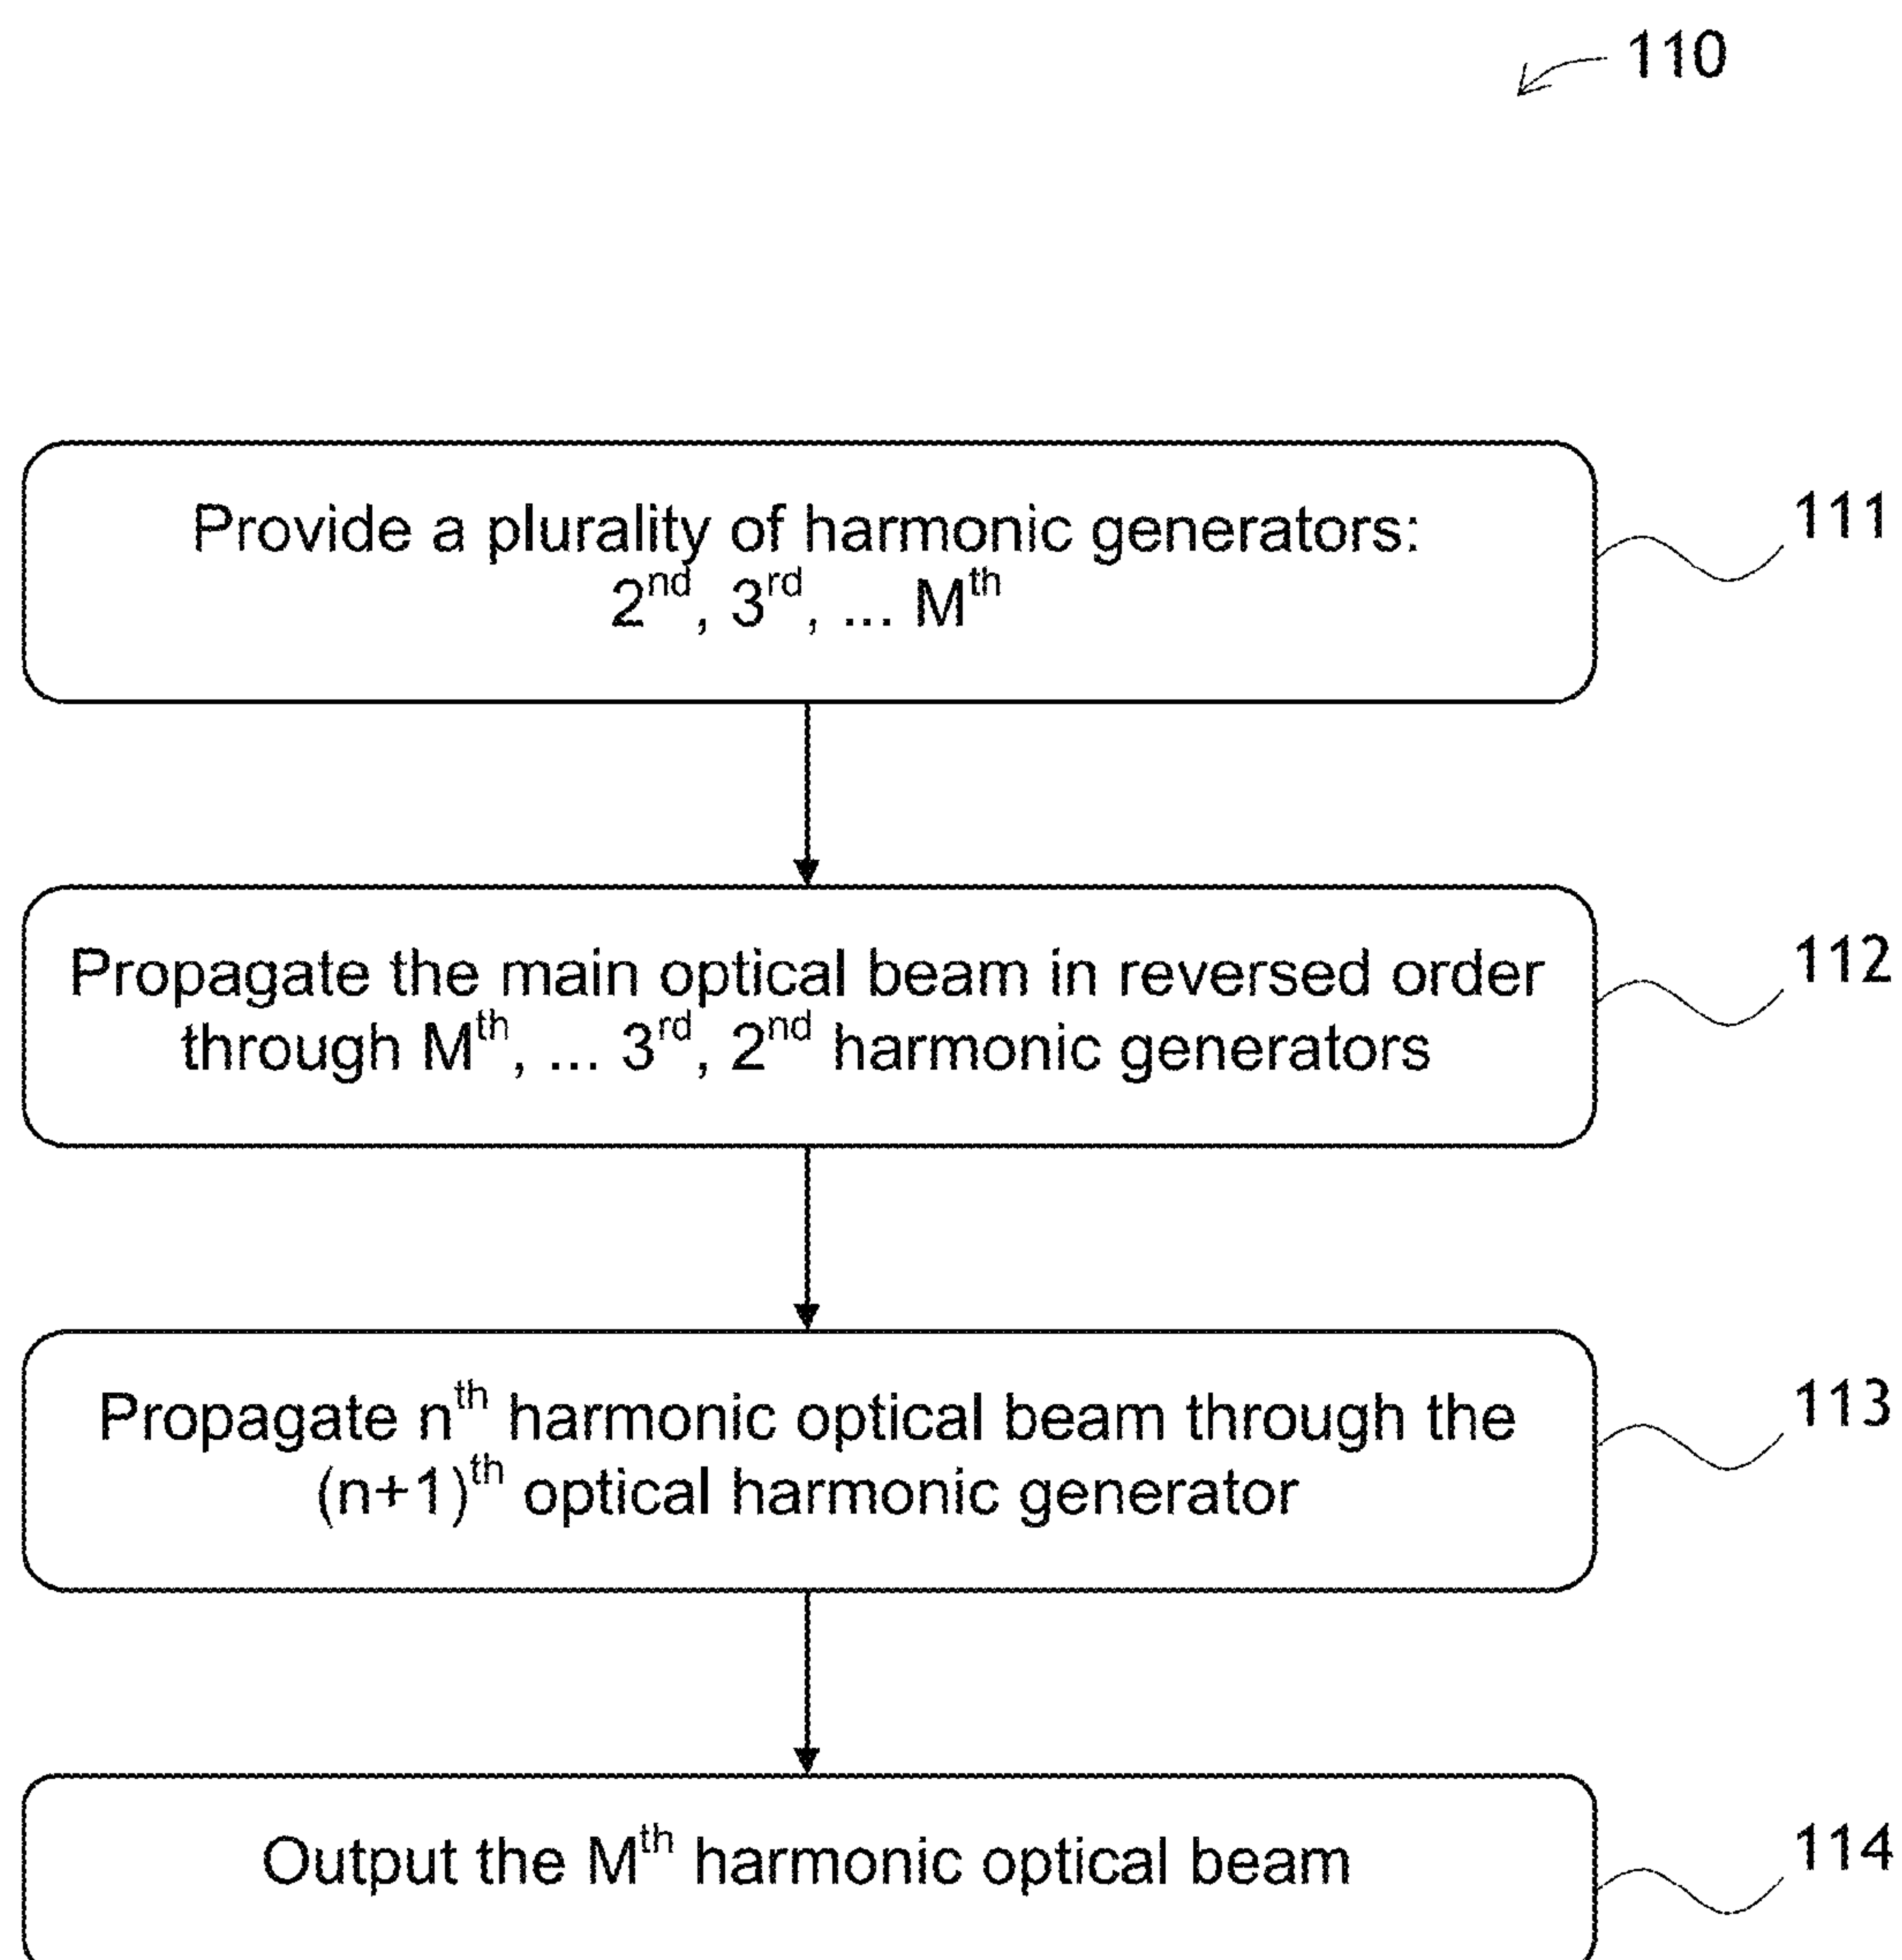 110
Provide a plurality of harmonic generators:
2nd, 3rd, ... Mth
111
Propagate the main optical beam in reversed order
through Mth, ... 3rd, 2nd harmonic generators
112
Propagate nth harmonic optical beam through the
(n+1)th optical harmonic generator
113
Output the Mth harmonic optical beam
114